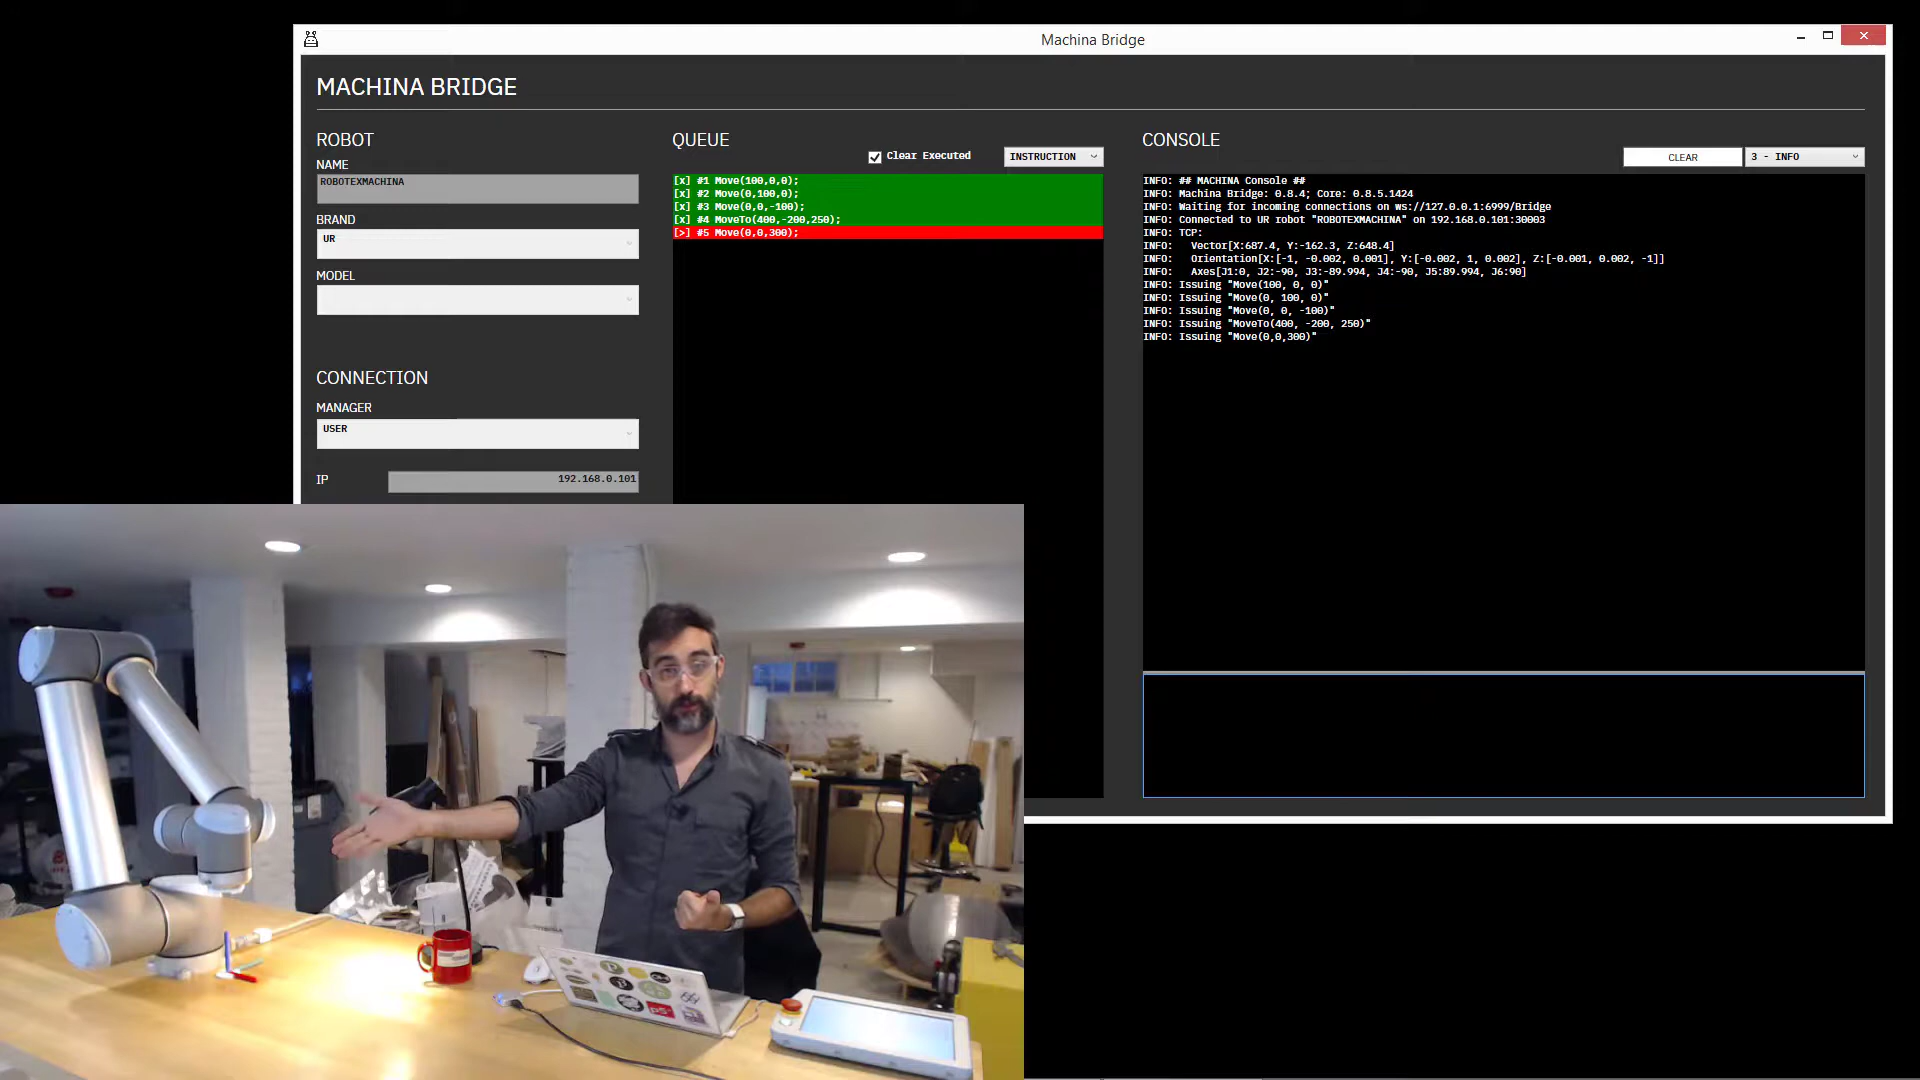 Machina Bridge
MACHINA BRIDGE
ROBOT
NAME
ROBOTEXMACHINA
BRAND
UR
MODEL
CONNECTION
MANAGER
USER
IP
192.168.0.101
QUEUE
Clear Executed
INSTRUCTION
[x] #1 Move(100,0,0);
[x] #2 Move(0,100,0);
[x] #3 Move(0,0,-100);
[x] #4 MoveTo(400,-200,250);
[>] #5 Move(0,0,300);
CONSOLE
CLEAR
3 - INFO
INFO: ## MACHINA Console ##
INFO: Machina Bridge: 0.8.4; Core: 0.8.5.1424
INFO: Waiting for incoming connections on ws://127.0.0.1:6999/Bridge
INFO: Connected to UR robot "ROBOTEXMACHINA" on 192.168.0.101:30003
INFO: TCP:
INFO: Vector[X:687.4, Y:-162.3, Z:648.4]
INFO: Orientation[X:[-1, -0.002, 0.001], Y:[-0.002, 1, 0.002], Z:[-0.001, 0.002, -1]]
INFO: Axes[J1:0, J2:-90, J3:-89.994, J4:-90, J5:89.994, J6:90]
INFO: Issuing "Move(100, 0, 0)"
INFO: Issuing "Move(0, 100, 0)"
INFO: Issuing "Move(0, 0, -100)"
INFO: Issuing "MoveTo(400, -200, 250)"
INFO: Issuing "Move(0,0,300)"